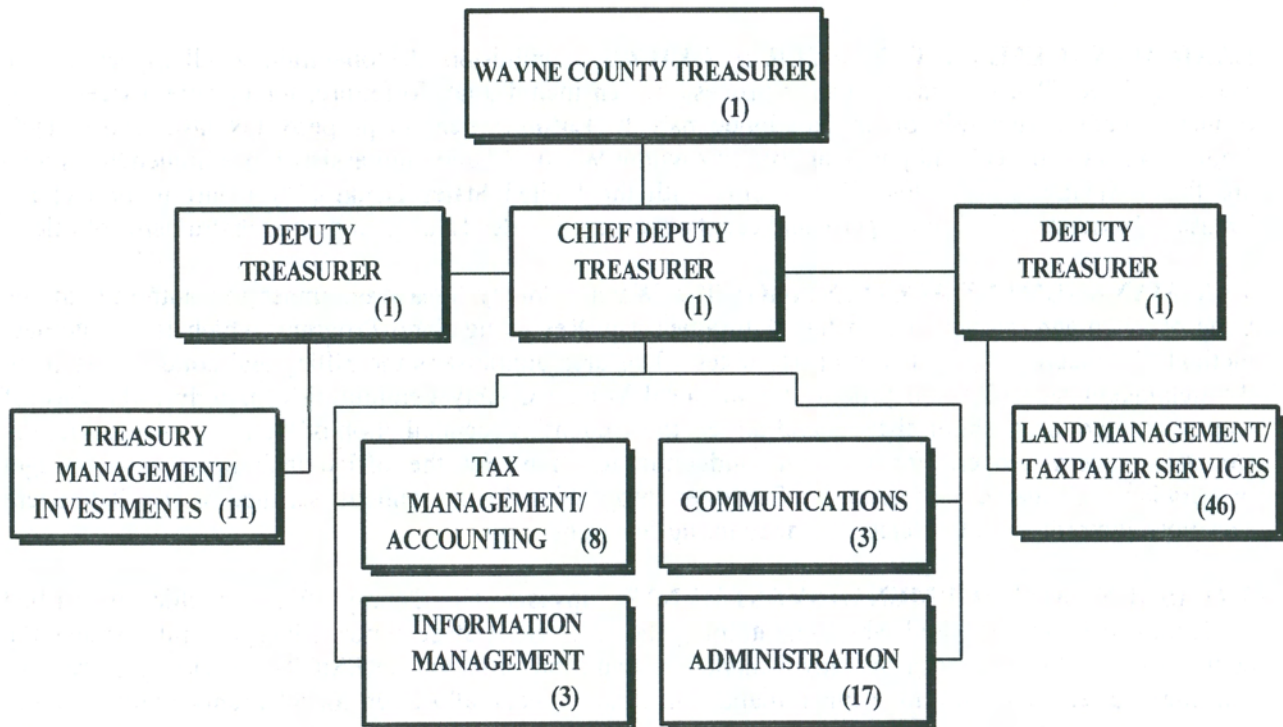 WAYNE COUNTY TREASURER
(1)
DEPUTY
TREASURER
(1)
CHIEF DEPUTY
TREASURER
(1)
DEPUTY
TREASURER
(1)
TREASURY
MANAGEMENT/
INVESTMENTS (11)
TAX
MANAGEMENT/
ACCOUNTING (8)
COMMUNICATIONS
(3)
LAND MANAGEMENT/
TAXPAYER SERVICES
(46)
INFORMATION
MANAGEMENT
(3)
ADMINISTRATION
(17)